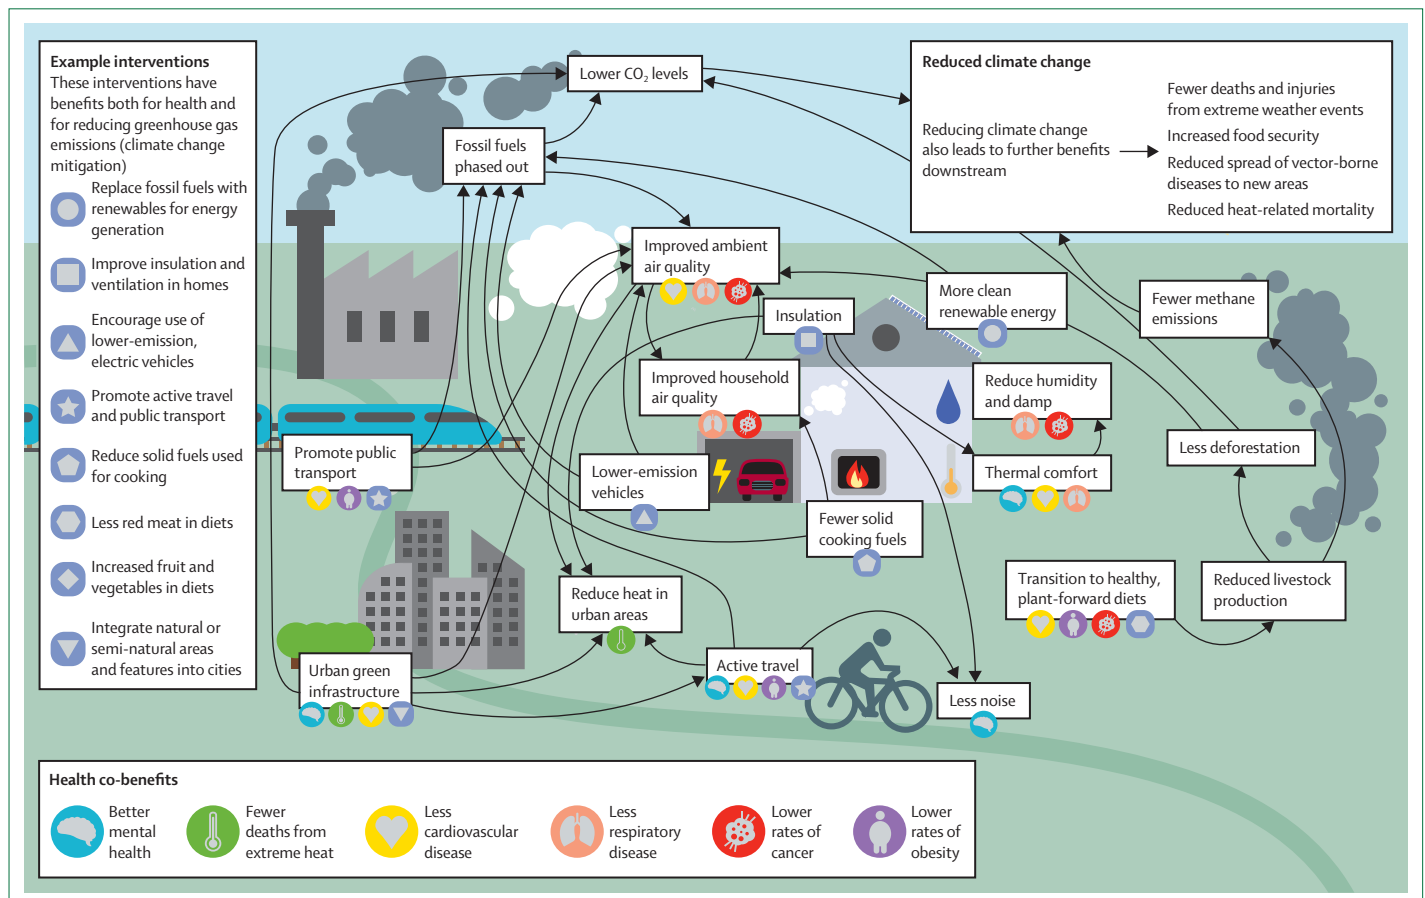 Example interventions
These interventions have
benefits both for health and
for reducing greenhouse gas
emissions (climate change
mitigation)
Replace fossil fuels with
renewables for energy
generation
Improve insulation and
ventilation in homes
Encourage use of
lower-emission,
electric vehicles
Promote active travel
and public transport
Reduce solid fuels used
for cooking
Less red meat in diets
Increased fruit and
vegetables in diets
Integrate natural or
semi-natural areas
and features into cities
Lower CO₂ levels
Fossil fuels
phased out
Reduced climate change
Reducing climate change
also leads to further benefits
downstream
Fewer deaths and injuries
from extreme weather events
Increased food security
Reduced spread of vector-borne
diseases to new areas
Reduced heat-related mortality
Improved ambient
air quality
Insulation
More clean
renewable energy
Fewer methane
emissions
Improved household
air quality
Reduce humidity
and damp
Promote public
transport
Lower-emission
vehicles
Thermal comfort
Less deforestation
Fewer solid
cooking fuels
Reduce heat in
urban areas
Transition to healthy,
plant-forward diets
Reduced livestock
production
Urban green
infrastructure
Active travel
Less noise
Health co-benefits
Better
mental
health
Fewer
deaths from
extreme heat
Less
cardiovascular
disease
Less
respiratory
disease
Lower
rates of
cancer
Lower
rates of
obesity